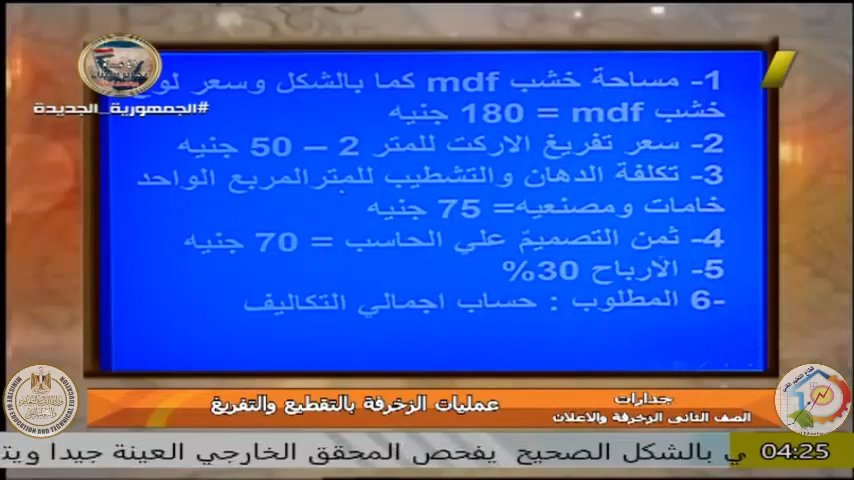 1- مساحة خشب mdf كما بالشكل وسعر لوح
خشب mdf = 180 جنيه
2- سعر تفريغ الاركت للمتر 2 – 50 جنيه
3- تكلفة الدهان والتشطيب للمترالمربع الواحد
خامات ومصنعيه= 75 جنيه
4- ثمن التصميم علي الحاسب = 70 جنيه
5- الارباح 30%
6- المطلوب : حساب اجمالي التكاليف
#الجمهورية_الجديدة
جدارات
الصف الثانى الزخرفة والاعلان
عمليات الزخرفة بالتقطيع والتفريغ
04:25
ي بالشكل الصحيح يفحص المحقق الخارجي العينة جيدا ويت